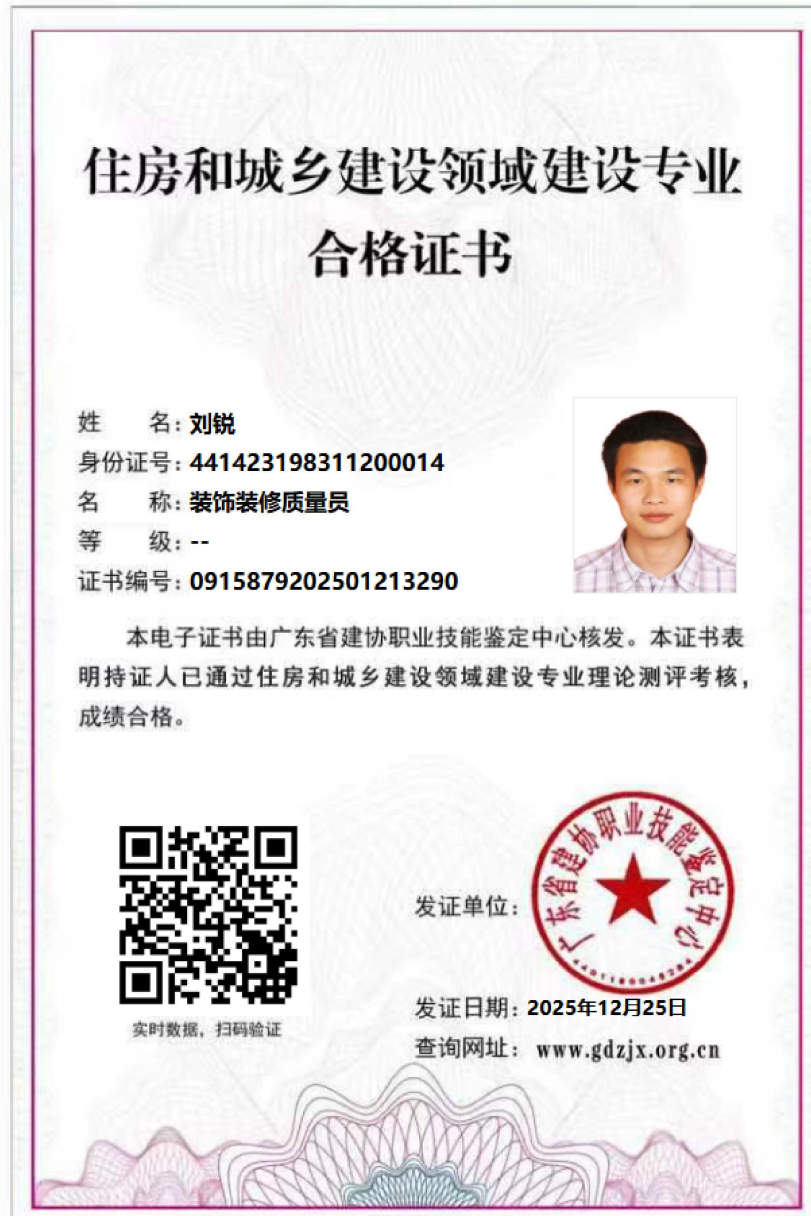 住房和城乡建设领域建设专业
合格证书
姓　　名：刘锐
身份证号：441423198311200014
名　　称：装饰装修质量员
等　　级：--
证书编号：0915879202501213290
本电子证书由广东省建协职业技能鉴定中心核发。本证书表
明持证人已通过住房和城乡建设领域建设专业理论测评考核，
成绩合格。
广东省建协职业技能鉴定中心
发证单位：
发证日期：2025年12月25日
实时数据，扫码验证
查询网址：www.gdzjx.org.cn